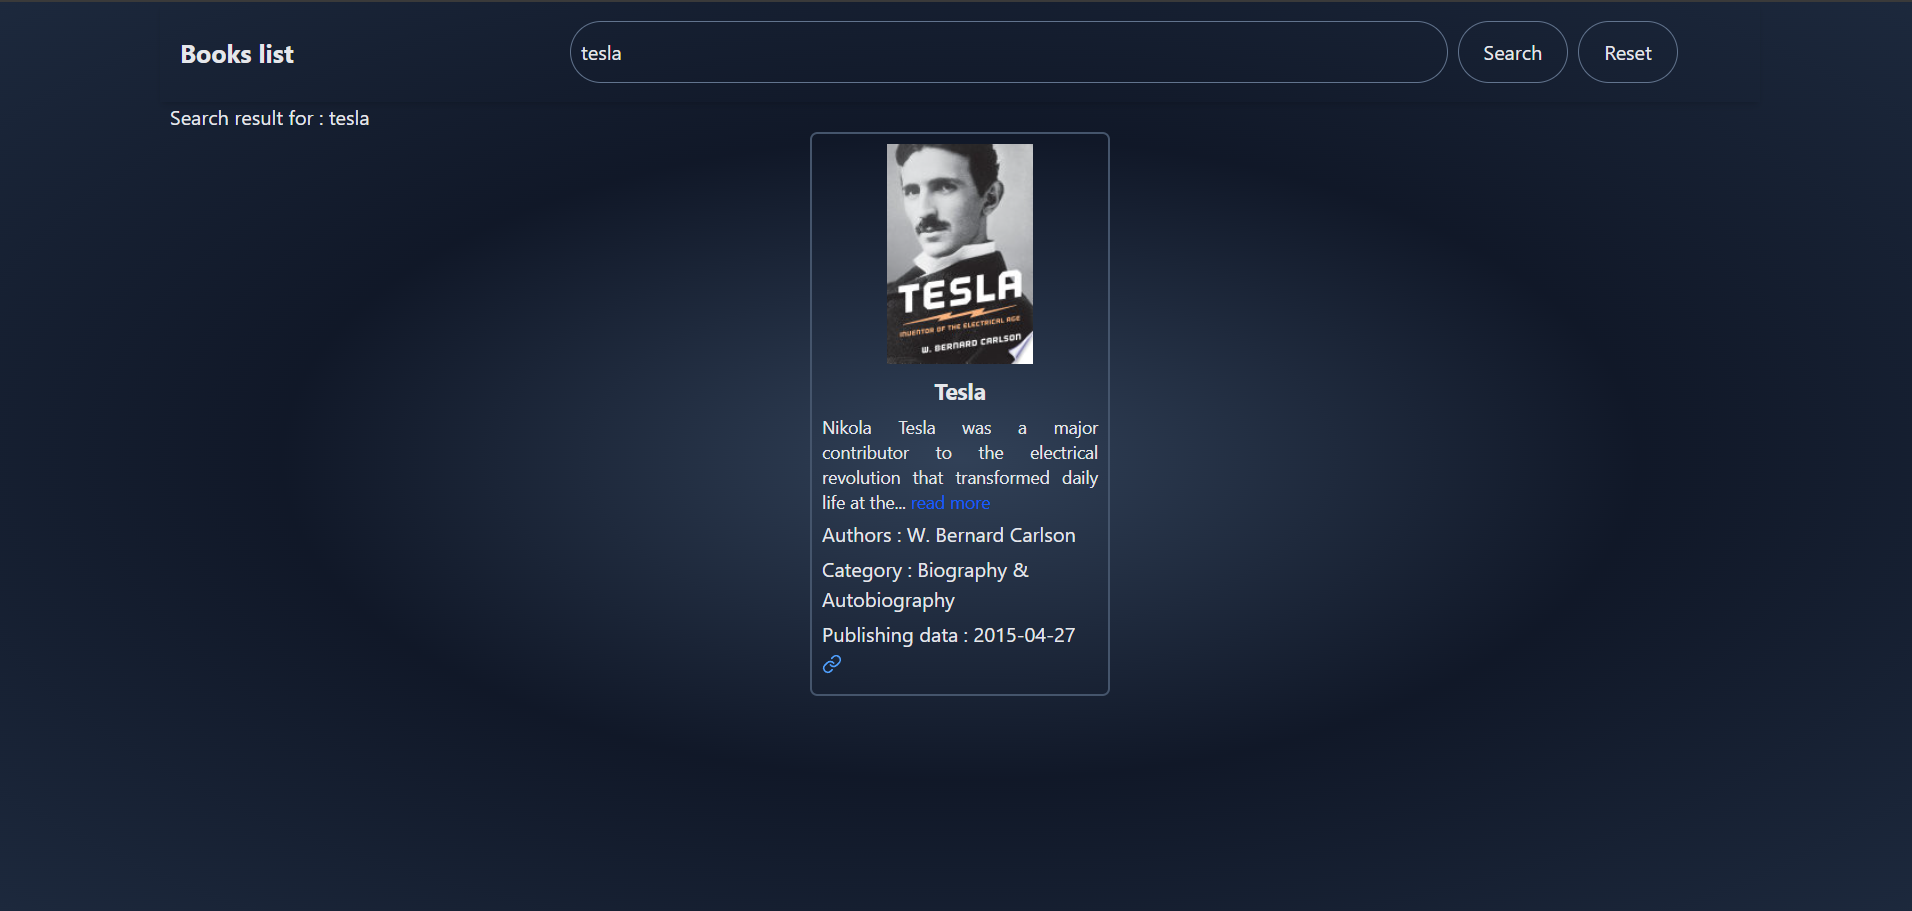 Books list
tesla
Search
Reset
Search result for : tesla
TESLA
INVENTOR OF THE ELECTRICAL AGE
W. BERNARD CARLSON
Tesla
Nikola Tesla was a major
contributor to the electrical
revolution that transformed daily
life at the... read more
Authors : W. Bernard Carlson
Category : Biography &
Autobiography
Publishing data : 2015-04-27